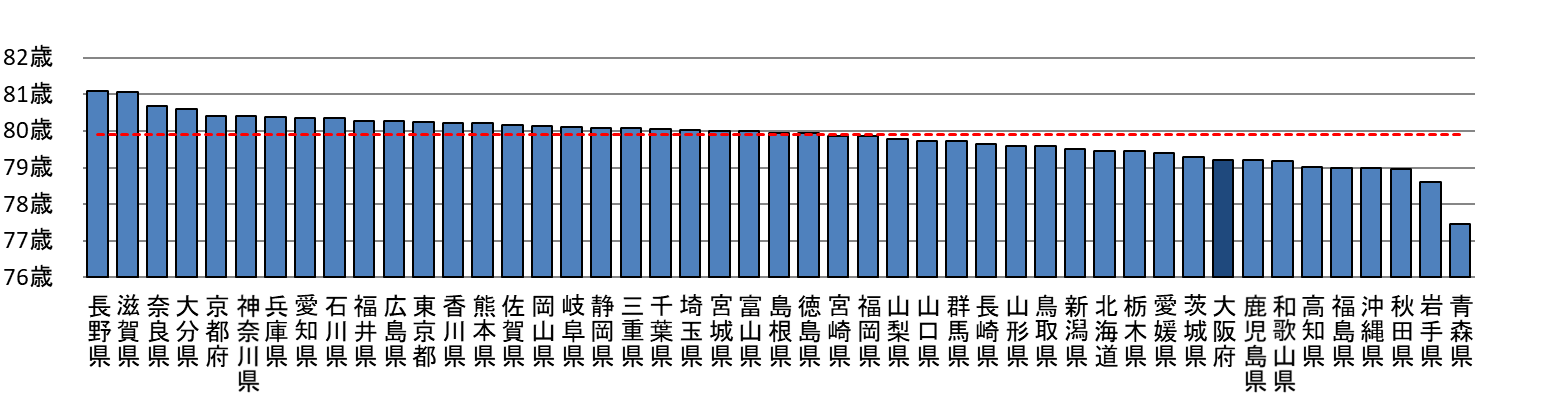 82歳
81歳
80歳
79歳
78歳
77歳
76歳
長野県
滋賀県
奈良県
大分県
京都府
神奈川県
兵庫県
愛知県
石川県
福井県
広島県
東京都
香川県
熊本県
佐賀県
岡山県
岐阜県
静岡県
三重県
千葉県
埼玉県
宮城県
富山県
島根県
徳島県
宮崎県
福岡県
山梨県
山口県
群馬県
長崎県
山形県
鳥取県
新潟県
北海道
栃木県
愛媛県
茨城県
大阪府
鹿児島県
和歌山県
高知県
福島県
沖縄県
秋田県
岩手県
青森県